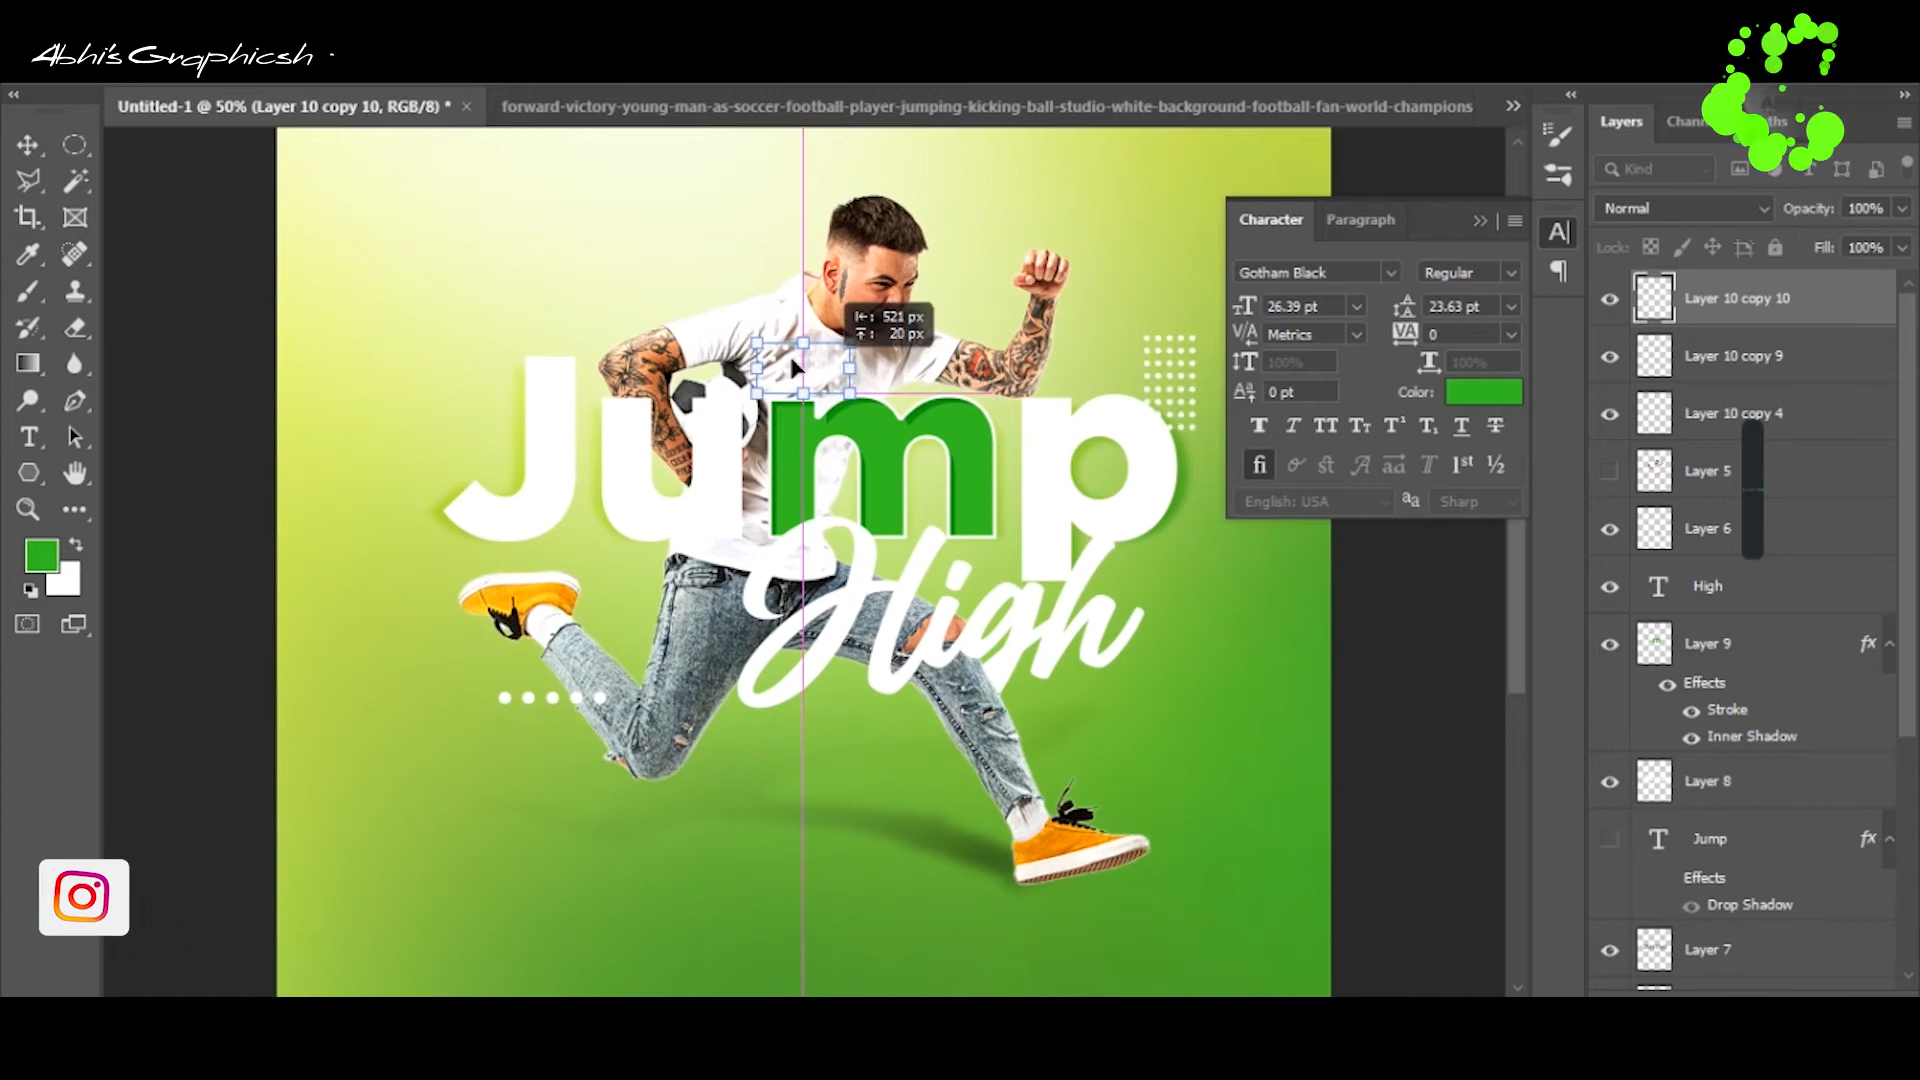 Abhi's Graphicsh
Untitled-1 @ 50% (Layer 10 copy 10, RGB/8) *
forward-victory-young-man-as-soccer-football-player-jumping-kicking-ball-studio-white-background-football-fan-world-champions
Layers
Kind
Normal
Opacity: 100%
Lock:
Fill: 100%
Character
Paragraph
Gotham Black
Regular
26.39 pt
23.63 pt
Metrics
0
100%
100%
0 pt
Color:
English: USA
Sharp
521 px
20 px
Jump
High
Layer 10 copy 10
Layer 10 copy 9
Layer 10 copy 4
Layer 5
Layer 6
High
Layer 9
fx
Effects
Stroke
Inner Shadow
Layer 8
Jump
fx
Effects
Drop Shadow
Layer 7